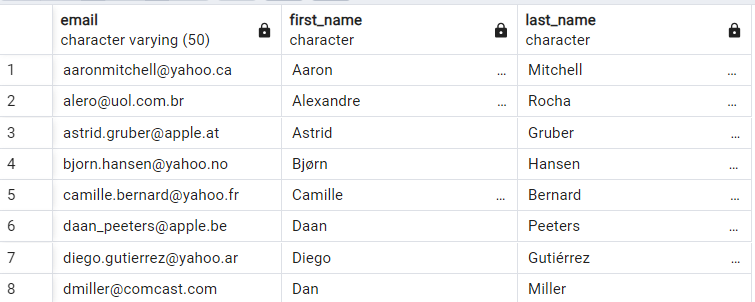 email first_name last_name
character varying (50) character character
1 aaronmitchell@yahoo.ca Aaron ... Mitchell ...
2 alero@uol.com.br Alexandre ... Rocha ...
3 astrid.gruber@apple.at Astrid Gruber ...
4 bjorn.hansen@yahoo.no Bjørn Hansen ...
5 camille.bernard@yahoo.fr Camille ... Bernard ...
6 daan_peeters@apple.be Daan Peeters ...
7 diego.gutierrez@yahoo.ar Diego Gutiérrez ...
8 dmiller@comcast.com Dan Miller